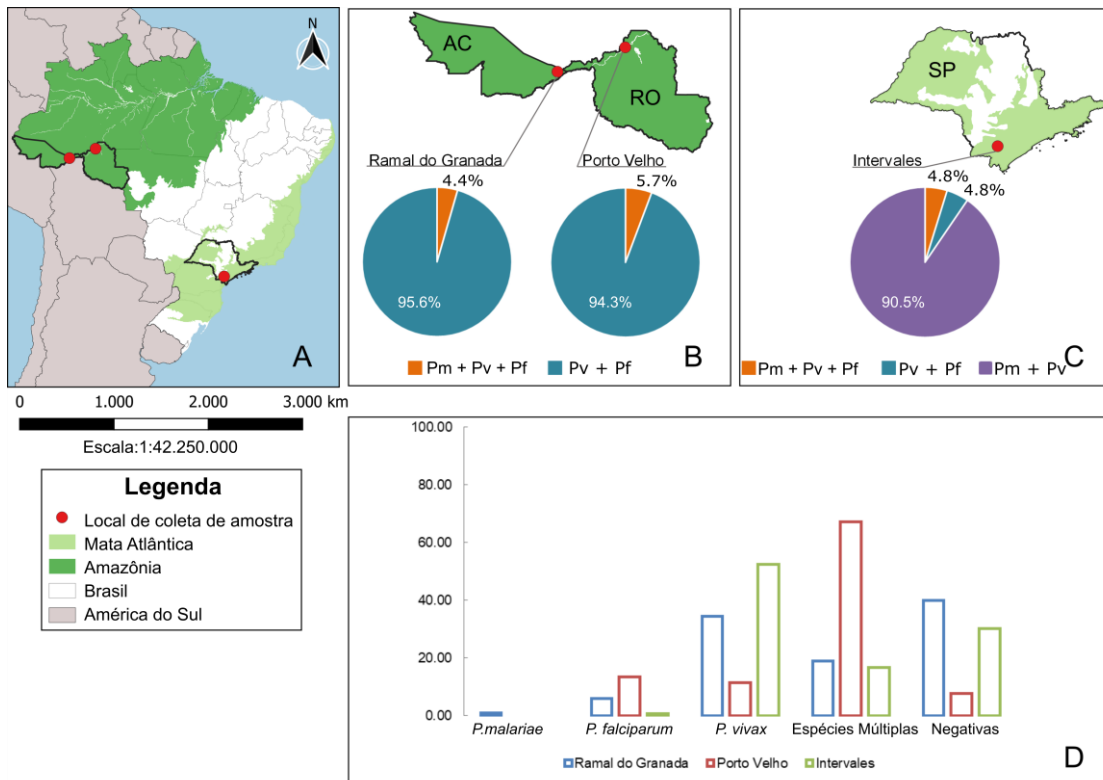 N
A
0
1.000
2.000
3.000 km
Escala:1:42.250.000
Legenda
Local de coleta de amostra
Mata Atlântica
Amazônia
Brasil
América do Sul
AC
RO
Ramal do Granada
Porto Velho
4.4%
5.7%
95.6%
94.3%
Pm + Pv + Pf
Pv + Pf
B
SP
Intervales
4.8%
4.8%
90.5%
Pm + Pv + Pf
Pv + Pf
Pm + Pv
C
100.00
80.00
60.00
40.00
20.00
0.00
P.malariae
P. falciparum
P. vivax
Espécies Múltiplas
Negativas
Ramal do Granada
Porto Velho
Intervales
D